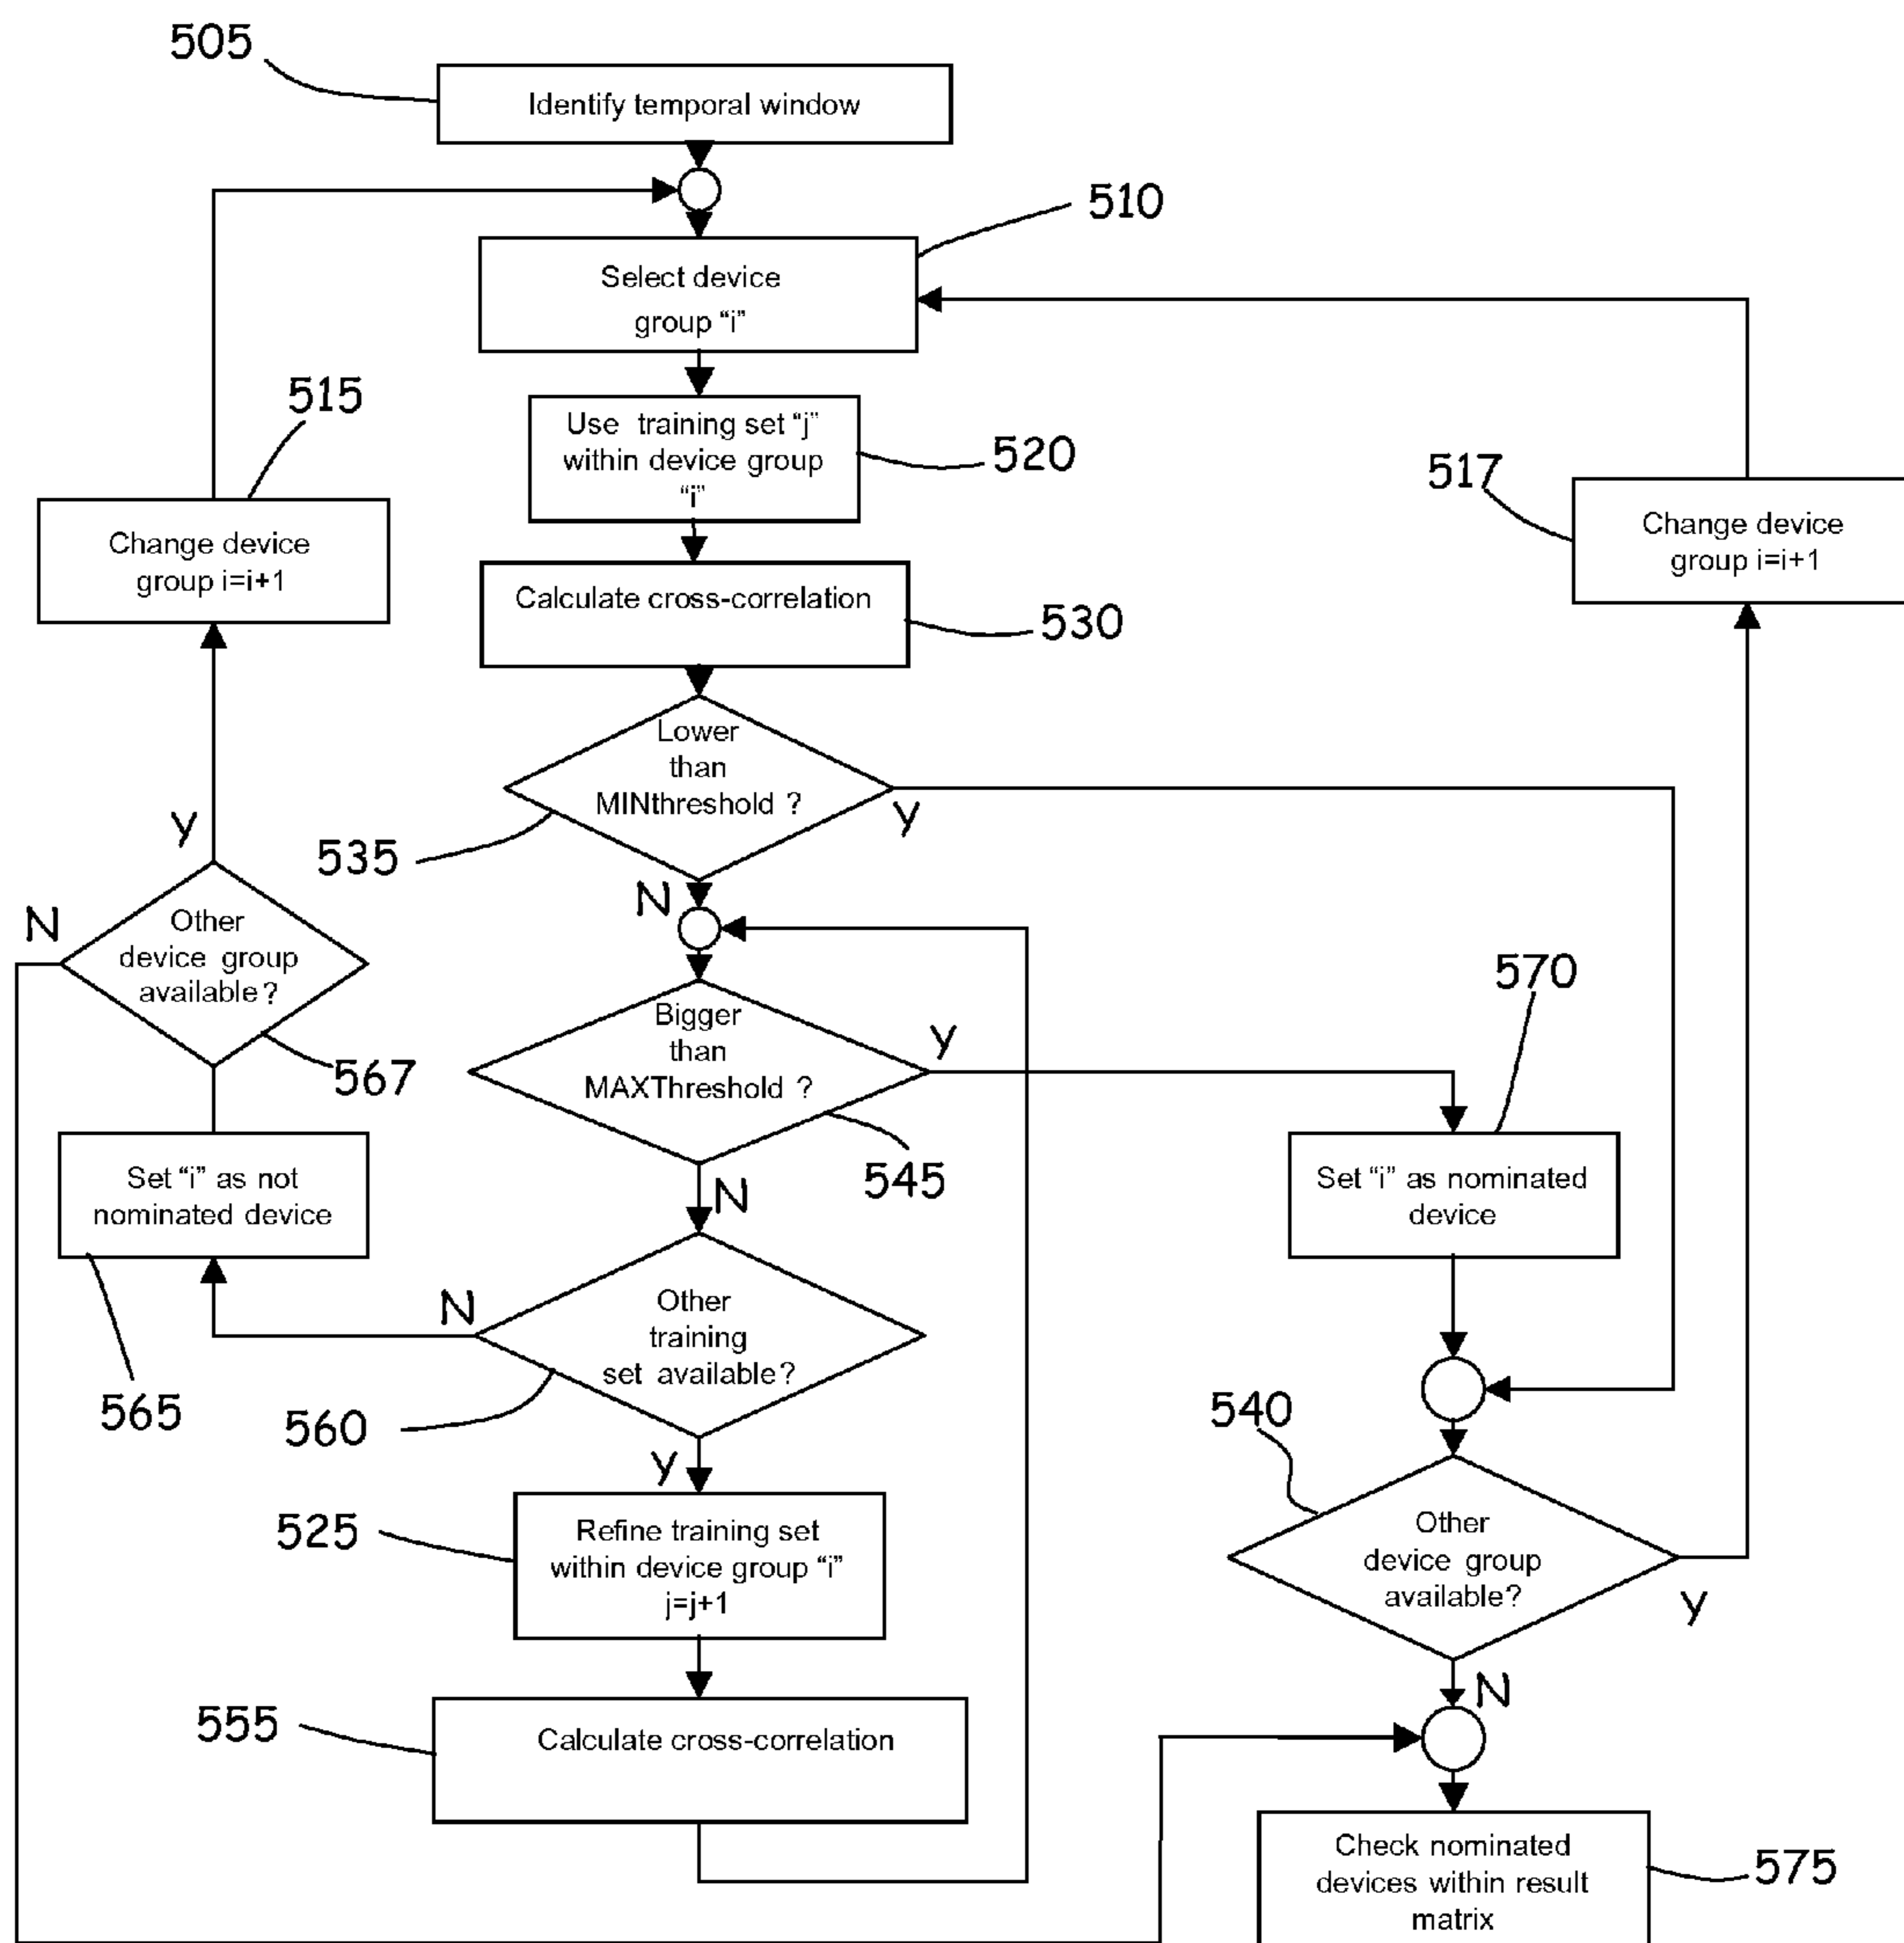 505
Identify temporal window
510
Select device
group “i”
515
Use training set “j”
within device group
“i”
520
517
Change device
group i=i+1
Change device
group i=i+1
Calculate cross-correlation
530
Lower
than
MINthreshold ?
y
535
y
N
N
Other
device group
available?
567
Bigger
than
MAXThreshold ?
y
545
570
Set “i” as not
nominated device
565
N
Set “i” as nominated
device
N
Other
training
set available?
560
y
540
Other
device group
available?
y
N
525
Refine training set
within device group “i”
j=j+1
555
Calculate cross-correlation
Check nominated
devices within result
matrix
575